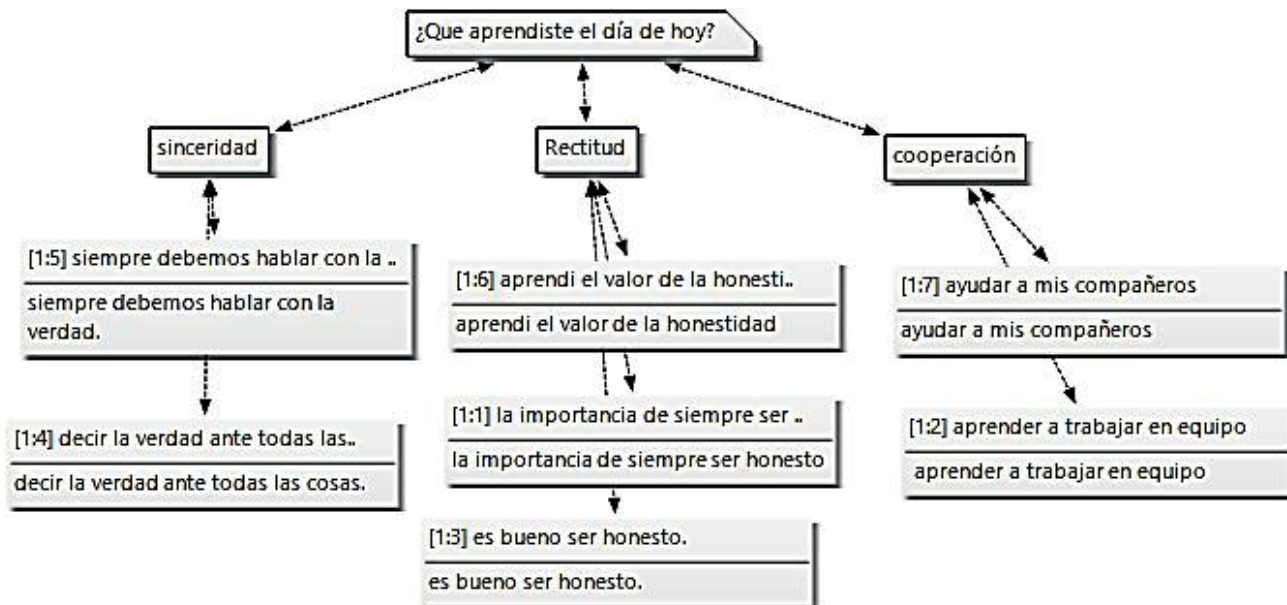 ¿Que aprendiste el día de hoy?
sinceridad
Rectitud
cooperación
[1:5] siempre debemos hablar con la ..
siempre debemos hablar con la
verdad.
[1:4] decir la verdad ante todas las..
decir la verdad ante todas las cosas.
[1:6] aprendi el valor de la honesti..
aprendi el valor de la honestidad
[1:1] la importancia de siempre ser ..
la importancia de siempre ser honesto
[1:3] es bueno ser honesto.
es bueno ser honesto.
[1:7] ayudar a mis compañeros
ayudar a mis compañeros
[1:2] aprender a trabajar en equipo
aprender a trabajar en equipo